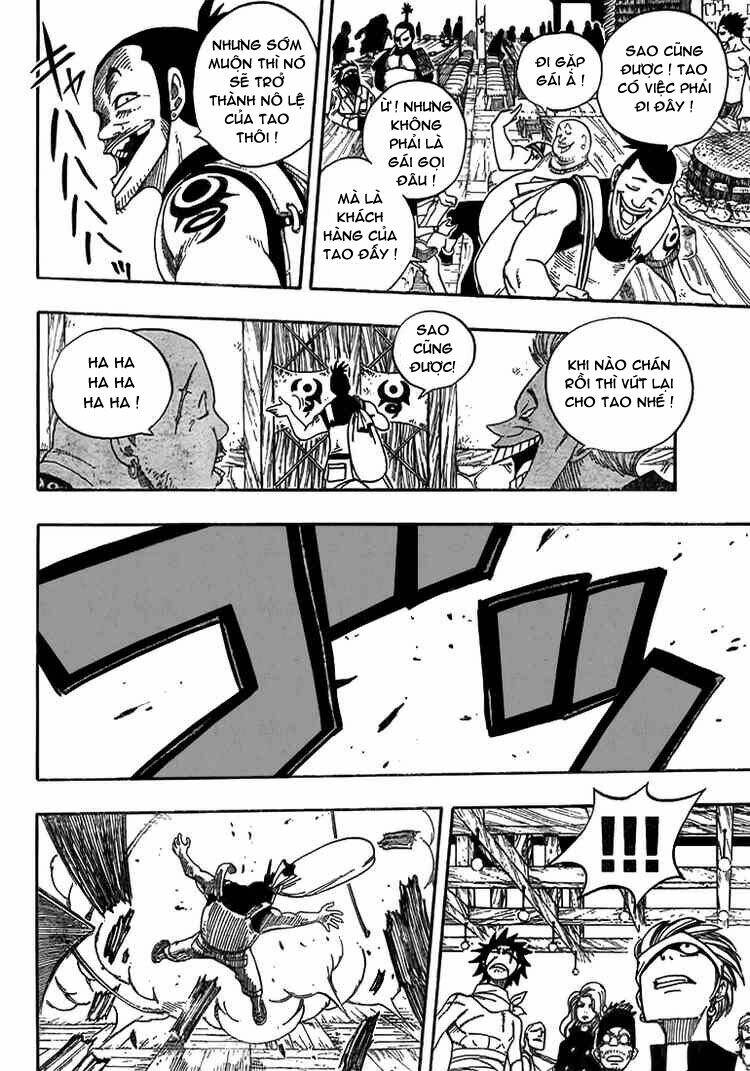 SAO CŨNG
ĐƯỢC ! TAO
CÓ VIỆC PHẢI
ĐI ĐÂY !
ĐI GẶP
GÁI À !
Ừ ! NHƯNG
KHÔNG
PHẢI LÀ
GÁI GỌI
ĐÂU !
MÀ LÀ
KHÁCH
HÀNG CỦA
TAO ĐẤY !
NHƯNG SỚM
MUỘN THÌ NÓ
SẼ TRỞ
THÀNH NÔ LỆ
CỦA TAO
THÔI !
KHI NÀO CHÁN
RỒI THÌ VỨT LẠI
CHO TAO NHÉ !
SAO
CŨNG
ĐƯỢC!
HA HA
HA HA
HA HA !
!!!